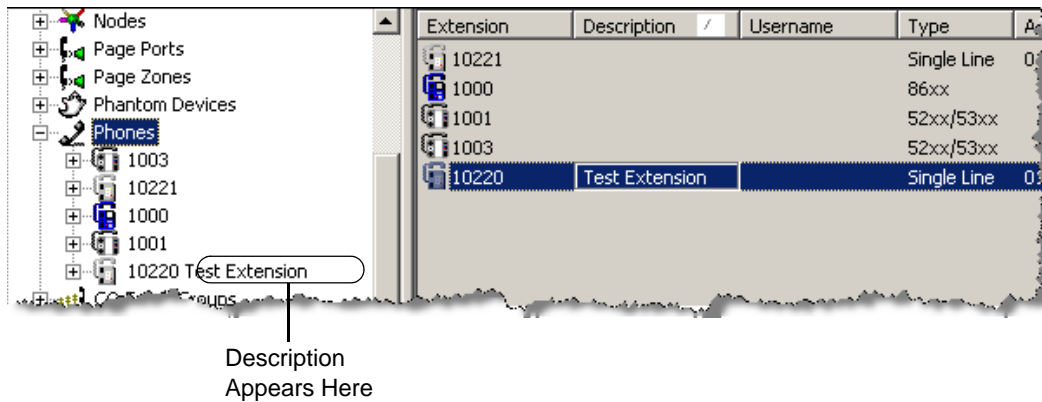 Nodes
Page Ports
Page Zones
Phantom Devices
Phones
1003
10221
1000
1001
10220 Test Extension
Groups
Extension Description Username Type
10221 Single Line
1000 86xx
1001 52xx/53xx
1003 52xx/53xx
10220 Test Extension Single Line
Description
Appears Here